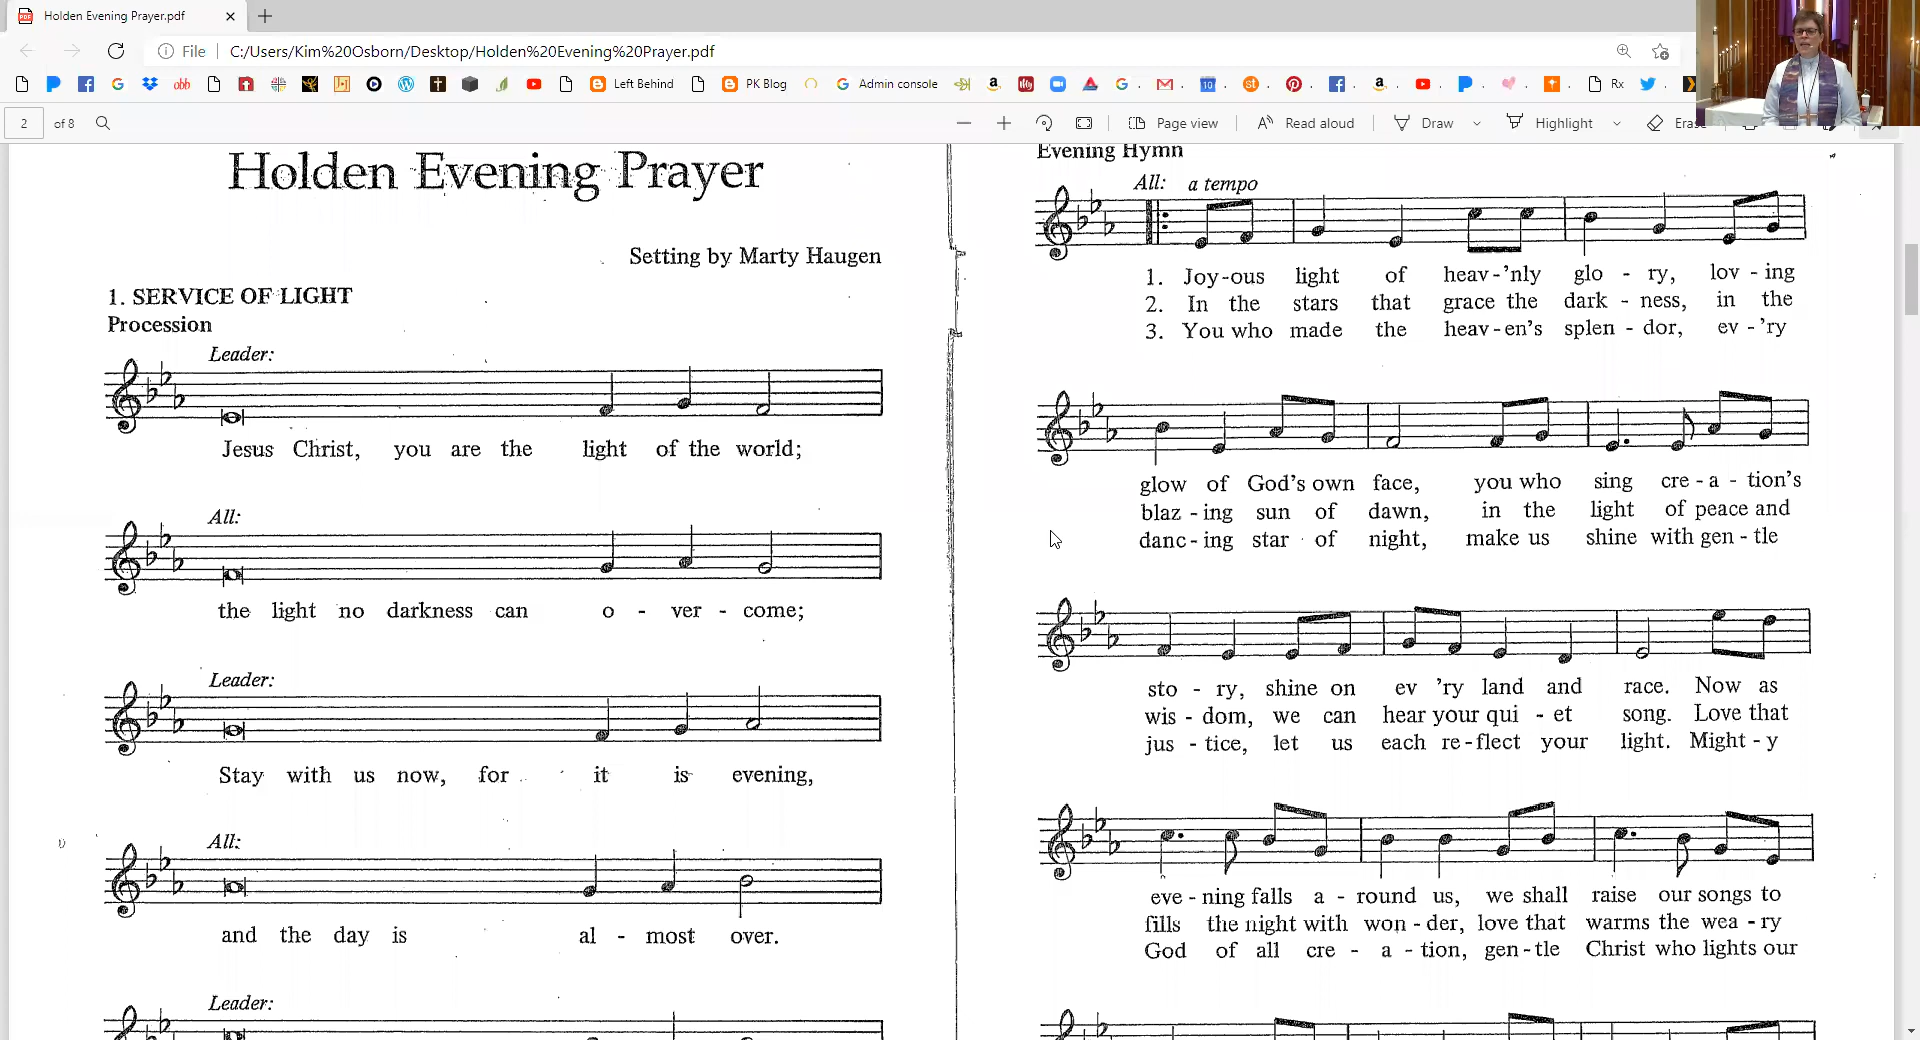 Holden Evening Prayer.pdf
File C:/Users/Kim%20Osborn/Desktop/Holden%20Evening%20Prayer.pdf
Left Behind PK Blog Admin console Rx
2 of 8 Page view Read aloud Draw Highlight Erase
Holden Evening Prayer
Setting by Marty Haugen
1. SERVICE OF LIGHT
Procession
Leader:
Jesus Christ, you are the light of the world;
All:
the light no darkness can o - ver - come;
Leader:
Stay with us now, for it is evening,
All:
and the day is al - most over.
Leader:
Evening Hymn
All: a tempo
1. Joy-ous light of heav-'nly glo - ry, lov - ing
2. In the stars that grace the dark - ness, in the
3. You who made the heav-en's splen - dor, ev - 'ry
glow of God's own face, you who sing cre - a - tion's
blaz - ing sun of dawn, in the light of peace and
danc - ing star of night, make us shine with gen - tle
sto - ry, shine on ev 'ry land and race. Now as
wis - dom, we can hear your qui - et song. Love that
jus - tice, let us each re - flect your light. Might - y
eve - ning falls a - round us, we shall raise our songs to
fills the night with won - der, love that warms the wea - ry
God of all cre - a - tion, gen - tle Christ who lights our